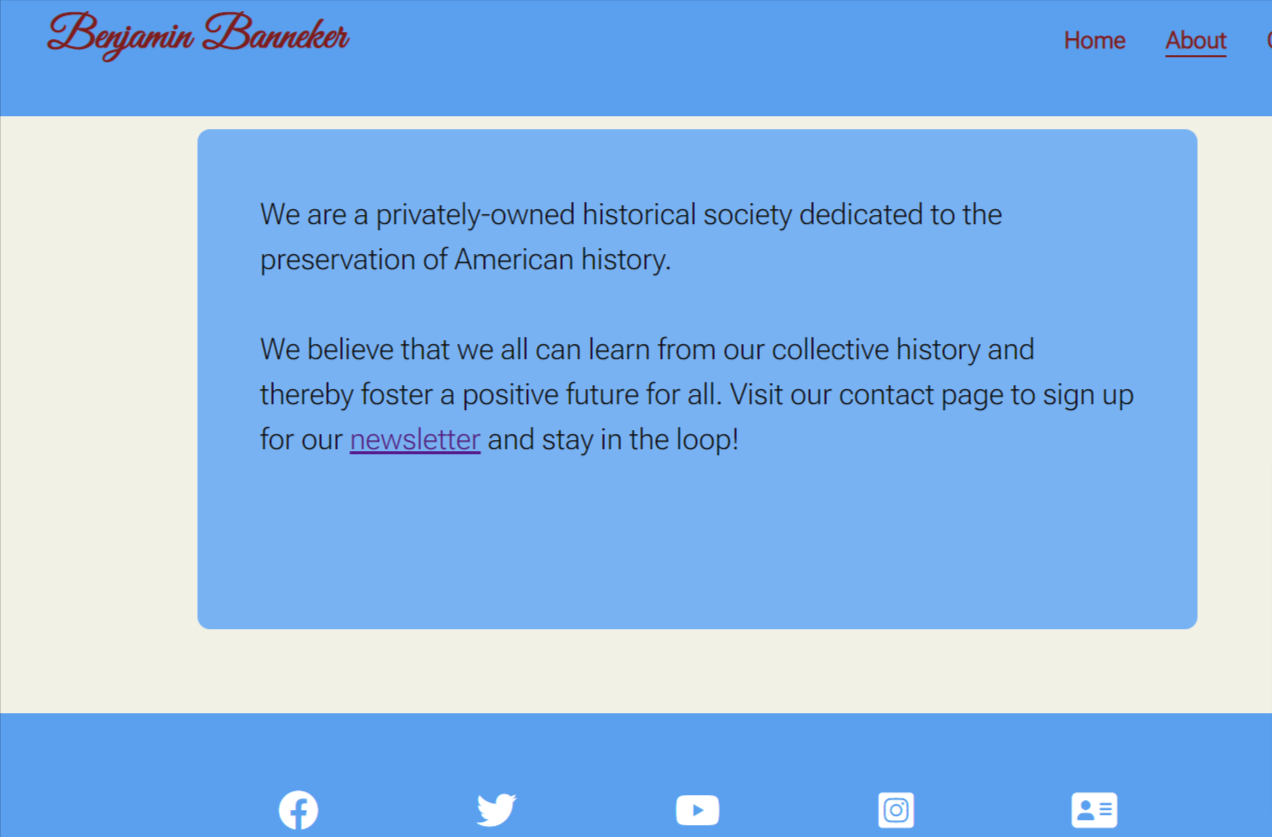 Benjamin Banneker
Home About
We are a privately-owned historical society dedicated to the
preservation of American history.
We believe that we all can learn from our collective history and
thereby foster a positive future for all. Visit our contact page to sign up
for our newsletter and stay in the loop!